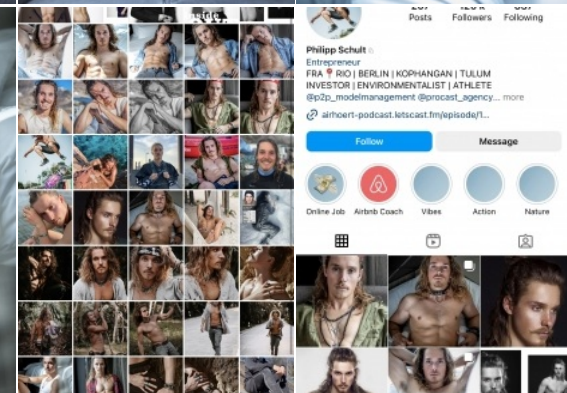 Posts
Followers
Following
Philipp Schult
Entrepreneur
FRA📍RIO | BERLIN | KOPHANGAN | TULUM
INVESTOR | ENVIRONMENTALIST | ATHLETE
@p2p_modelmanagement @procast_agency... more
airhoert-podcast.letscast.fm/episode/1...
Follow
Message
Online Job
Airbnb Coach
Vibes
Action
Nature